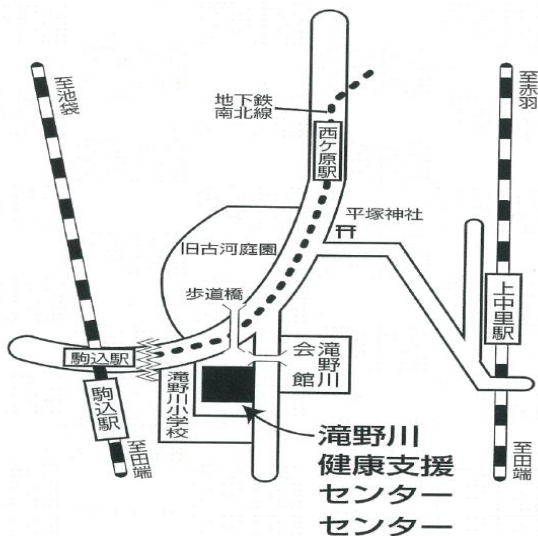 至池袋
至赤羽
地下鉄
南北線
西ケ原駅
平塚神社
旧古河庭園
歩道橋
上中里駅
駒込駅
駒込駅
滝野川
会館
滝野川小学校
至田端
至田端
滝野川
健康支援
センター
センター